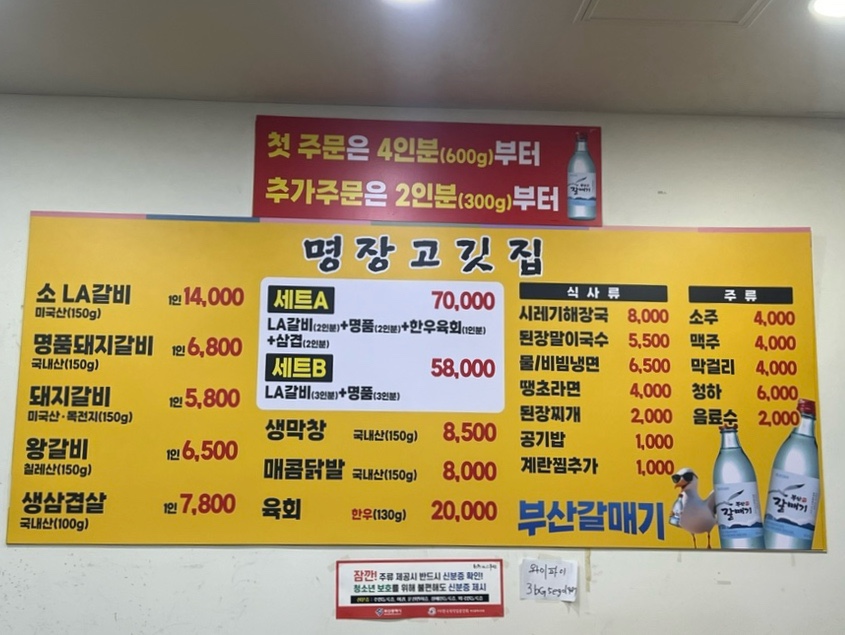 첫 주문은 4인분(600g)부터
추가주문은 2인분(300g)부터
명장고깃집
소 LA갈비 1인 14,000
미국산(150g)
명품돼지갈비 1인 6,800
국내산(150g)
돼지갈비 1인 5,800
미국산·목전지(150g)
왕갈비 1인 6,500
칠레산(150g)
생삼겹살 1인 7,800
국내산(100g)
세트A 70,000
LA갈비(2인분)+명품(2인분)+한우육회(1인분)
+삼겹(2인분)
세트B 58,000
LA갈비(3인분)+명품(3인분)
생막창 국내산(150g) 8,500
매콤닭발 국내산(150g) 8,000
육회 한우(130g) 20,000
식사류
시레기해장국 8,000
된장말이국수 5,500
물/비빔냉면 6,500
땡초라면 4,000
된장찌개 2,000
공기밥 1,000
계란찜추가 1,000
주류
소주 4,000
맥주 4,000
막걸리 4,000
청하 6,000
음료수 2,000
부산갈매기
갈매기
갈매기
갈매기
잠깐! 주류 제공시 반드시 신분증 확인!
청소년 보호를 위해 불편해도 신분증 제시
와이파이